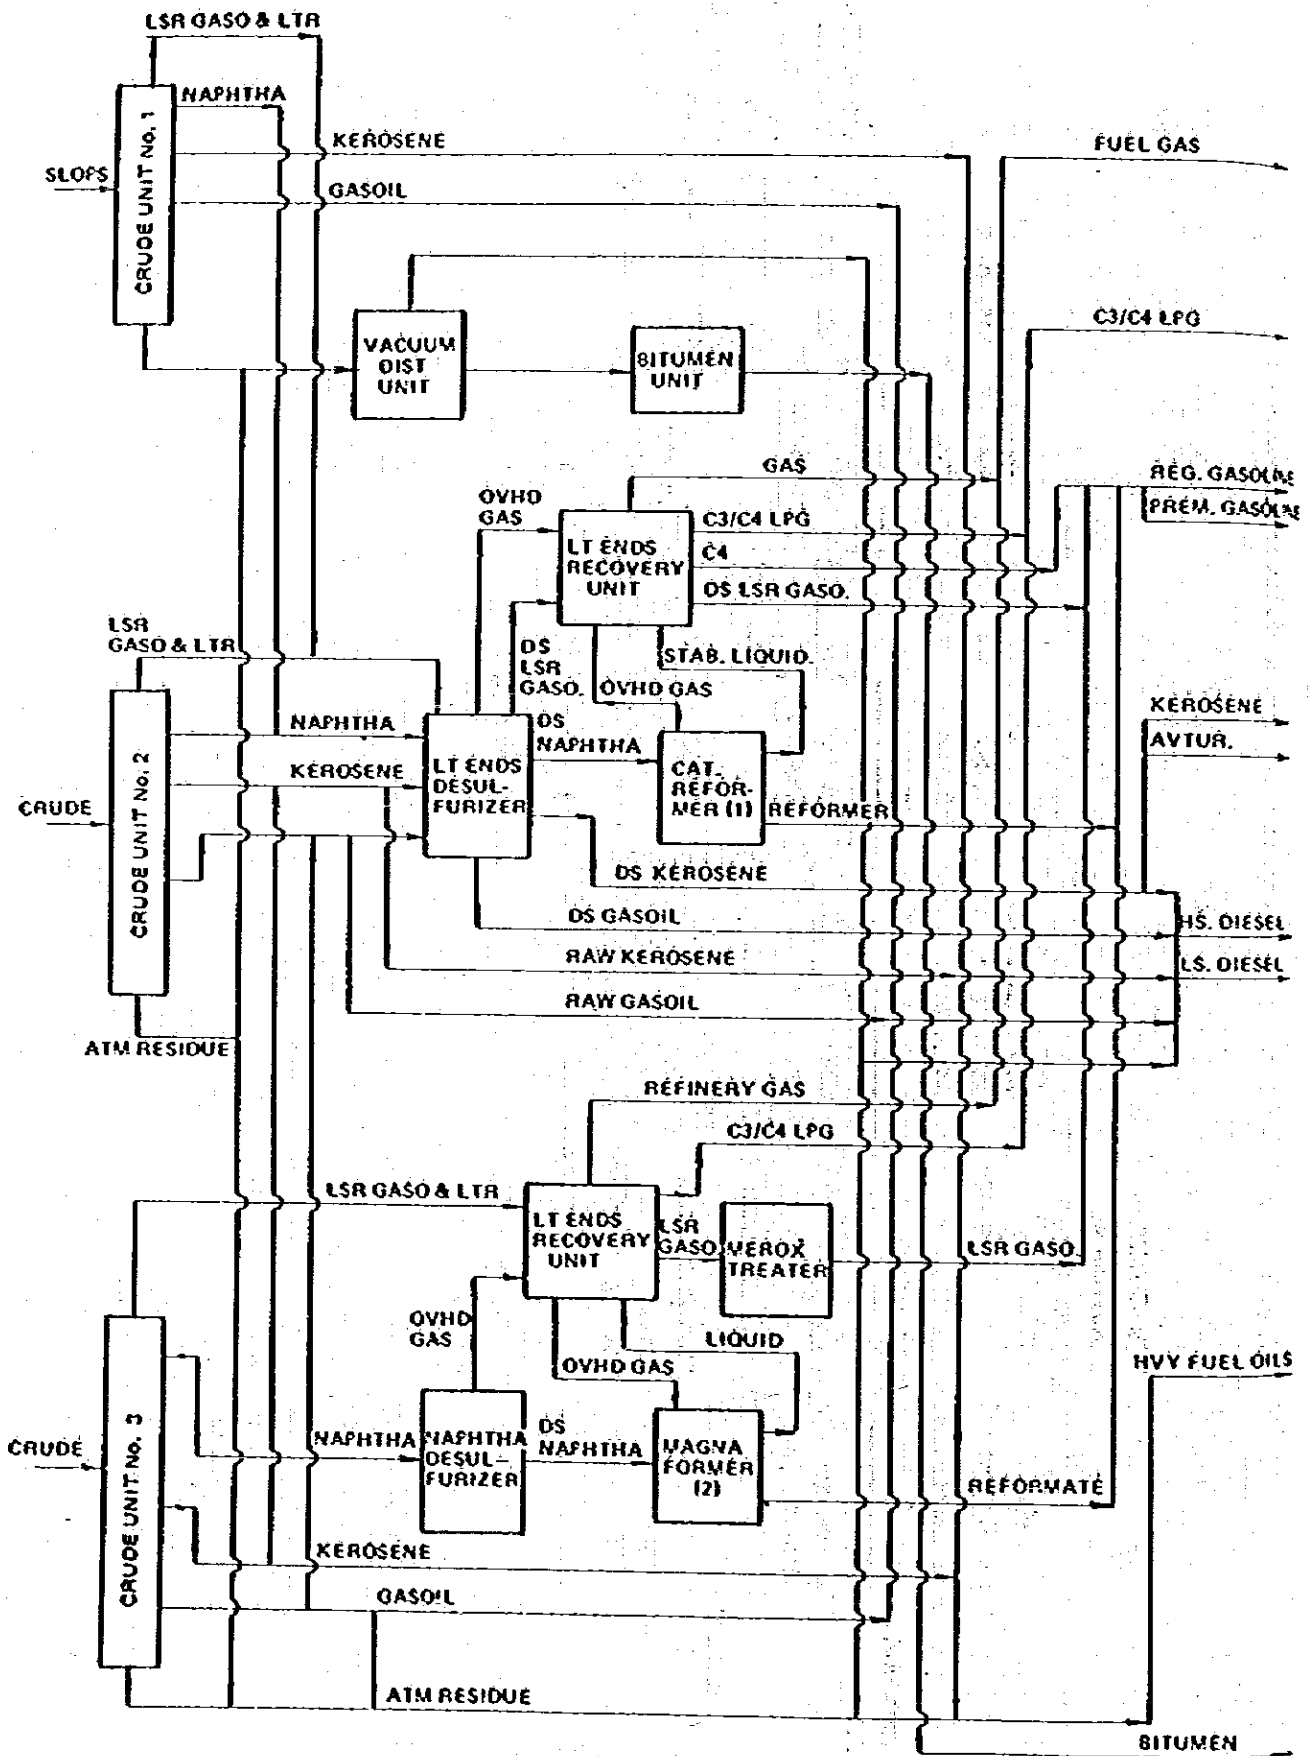 LSR GASO & LTR
NAPHTHA
CRUDE UNIT No. 1
KEROSENE
FUEL GAS
SLOPS
GASOIL
C3/C4 LPG
VACUUM
DIST
UNIT
BITUMEN
UNIT
GAS
REG. GASOLINE
OVHD
GAS
PREM. GASOLINE
C3/C4 LPG
C4
LT ENDS
RECOVERY
UNIT
DS LSR GASO.
LSR
GASO & LTR
DS
LSR
GASO.
STAB. LIQUID.
OVHD GAS
KEROSENE
NAPHTHA
DS
NAPHTHA
AVTUR.
CRUDE UNIT No. 2
KEROSENE
LT ENDS
DESUL-
FURIZER
CAT.
REFOR-
MER (1)
REFORMER
CRUDE
DS KEROSENE
DS GASOIL
HS. DIESEL
RAW KEROSENE
LS. DIESEL
RAW GASOIL
ATM RESIDUE
REFINERY GAS
C3/C4 LPG
LSR GASO & LTR
LT ENDS
RECOVERY
UNIT
LSR
GASO.
MEROX
TREATER
LSR GASO.
OVHD
GAS
LIQUID
OVHD GAS
HVY FUEL OILS
CRUDE UNIT No. 3
CRUDE
NAPHTHA
NAPHTHA
DESUL-
FURIZER
DS
NAPHTHA
MAGNA
FORMER
(2)
REFORMATE
KEROSENE
GASOIL
ATM RESIDUE
BITUMEN